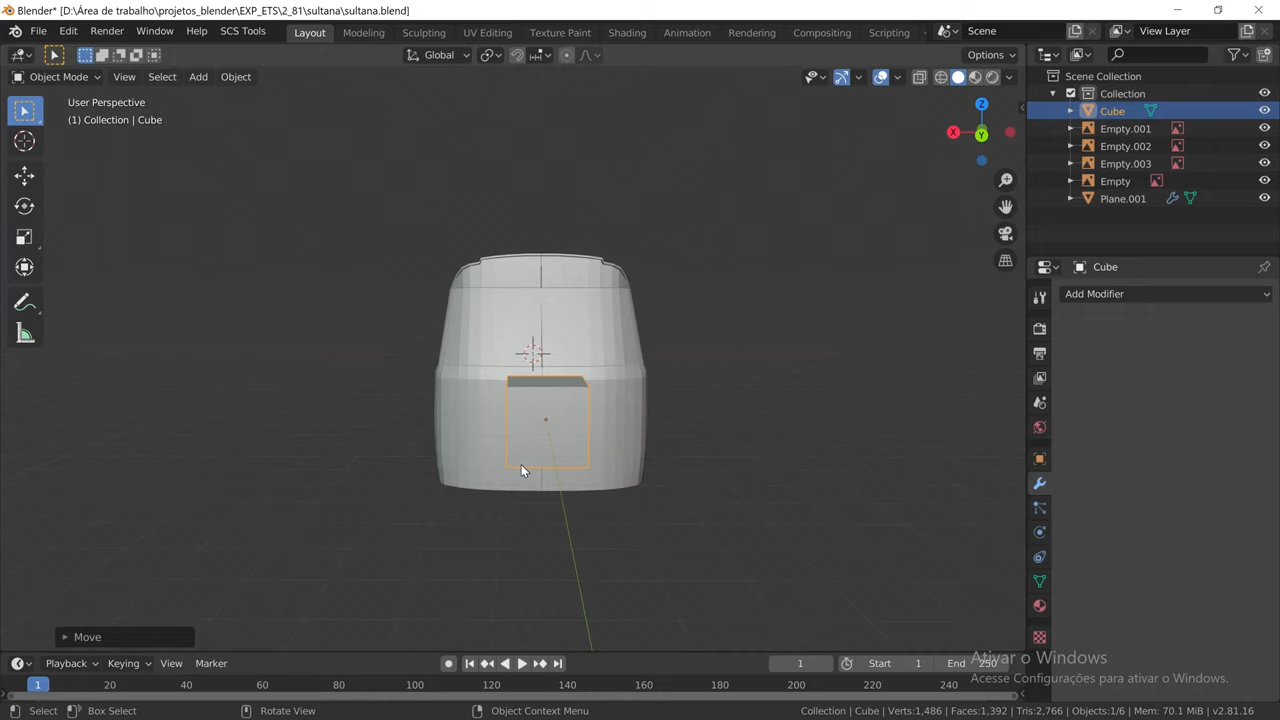 Blender* [D:\Área de trabalho\projetos_blender\EXP_ETS\2_81\sultana\sultana.blend]
File Edit Render Window Help SCS Tools Layout Modeling Sculpting UV Editing Texture Paint Shading Animation Rendering Compositing Scripting Scene View Layer
Global Options
Object Mode View Select Add Object
User Perspective
(1) Collection | Cube
Z
X
Y
Scene Collection
Collection
Cube
Empty.001
Empty.002
Empty.003
Empty
Plane.001
Cube
Add Modifier
Move
Ativar o Windows
Acesse Configurações para ativar o Windows.
Playback Keying View Marker 1 Start 1 End 250
1 20 40 60 80 100 120 140 160 180 200 220 240
Select Box Select Rotate View Object Context Menu Collection | Cube | Verts:1,486 | Faces:1,392 | Tris:2,766 | Objects:1/6 | Mem: 70.1 MiB | v2.81.16